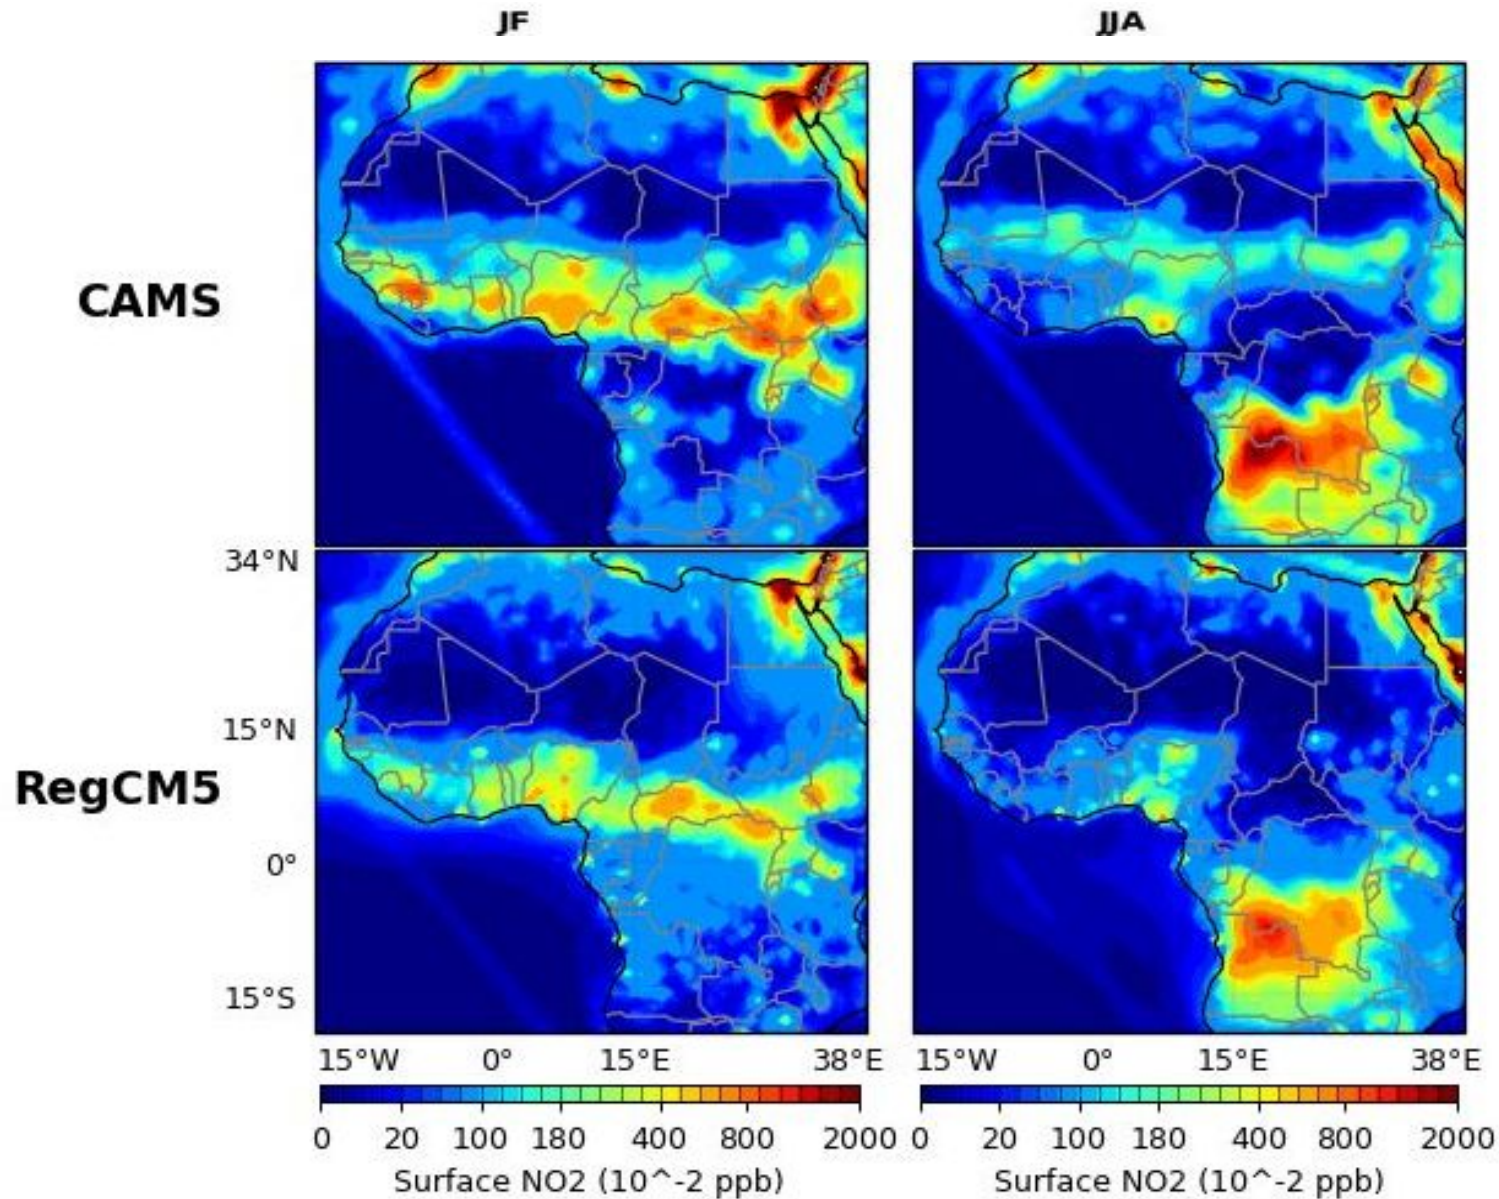 JF JJA
CAMS
34°N
15°N
RegCM5
0°
15°S
15°W 0° 15°E 38°E 15°W 0° 15°E 38°E
0 20 100 180 400 800 2000 0 20 100 180 400 800 2000
Surface NO2 (10^-2 ppb) Surface NO2 (10^-2 ppb)